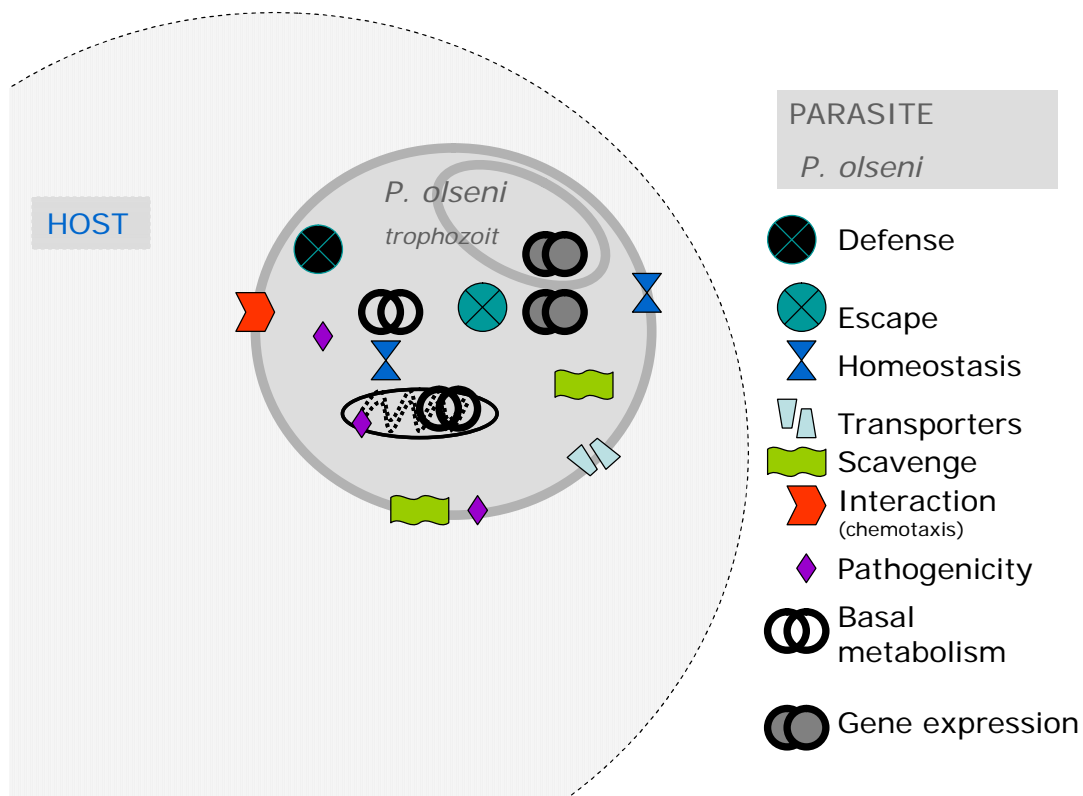 HOST
P. olseni
trophozoit
PARASITE
P. olseni
Defense
Escape
Homeostasis
Transporters
Scavenge
Interaction
(chemotaxis)
Pathogenicity
Basal
metabolism
Gene expression